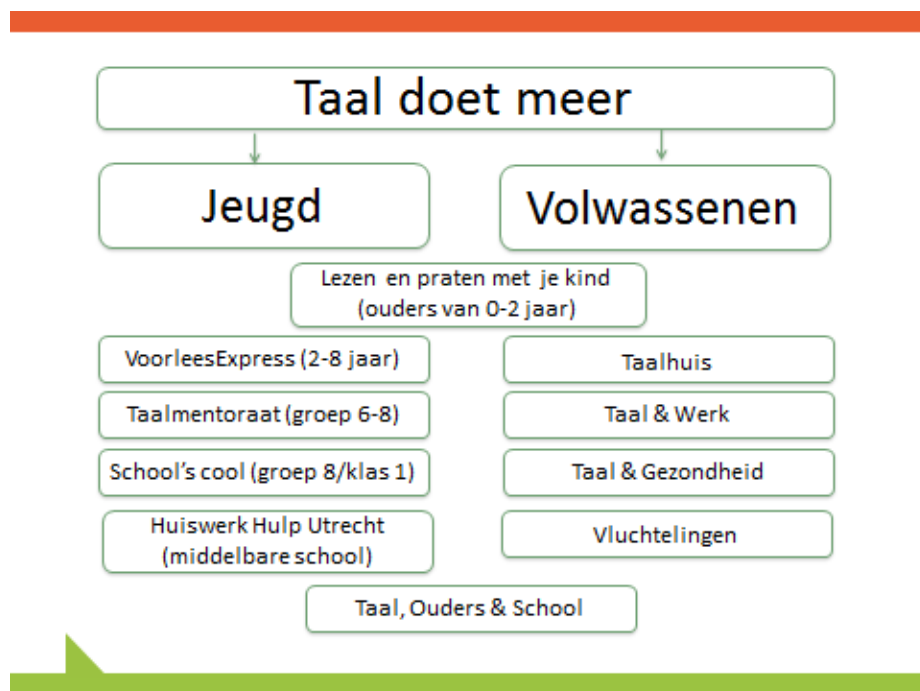 Taal doet meer
Jeugd
Volwassenen
Lezen en praten met je kind
(ouders van 0-2 jaar)
VoorleesExpress (2-8 jaar)
Taalhuis
Taalmentoraat (groep 6-8)
Taal & Werk
School's cool (groep 8/klas 1)
Taal & Gezondheid
Huiswerk Hulp Utrecht
(middelbare school)
Vluchtelingen
Taal, Ouders & School